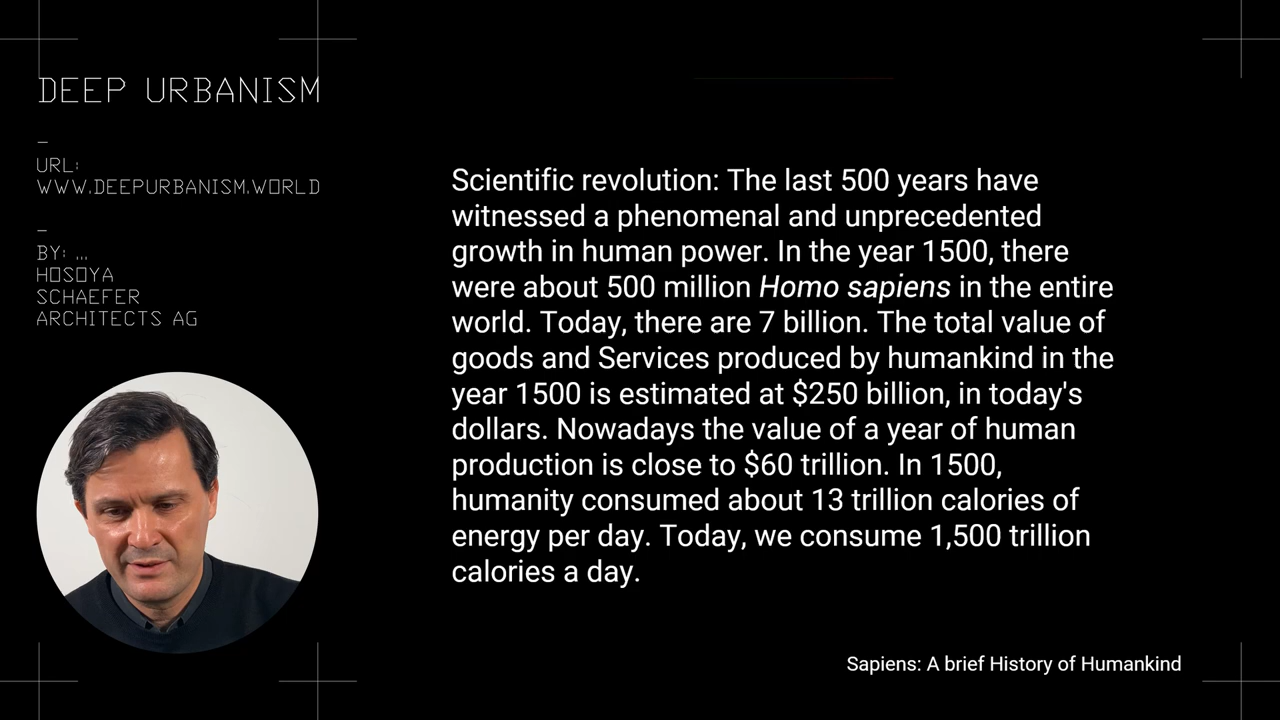 DEEP URBANISM
–
URL:
WWW.DEEPURBANISM.WORLD
–
BY: ...
HOSOYA
SCHAEFER
ARCHITECTS AG
Scientific revolution: The last 500 years have
witnessed a phenomenal and unprecedented
growth in human power. In the year 1500, there
were about 500 million Homo sapiens in the entire
world. Today, there are 7 billion. The total value of
goods and Services produced by humankind in the
year 1500 is estimated at $250 billion, in today's
dollars. Nowadays the value of a year of human
production is close to $60 trillion. In 1500,
humanity consumed about 13 trillion calories of
energy per day. Today, we consume 1,500 trillion
calories a day.
Sapiens: A brief History of Humankind